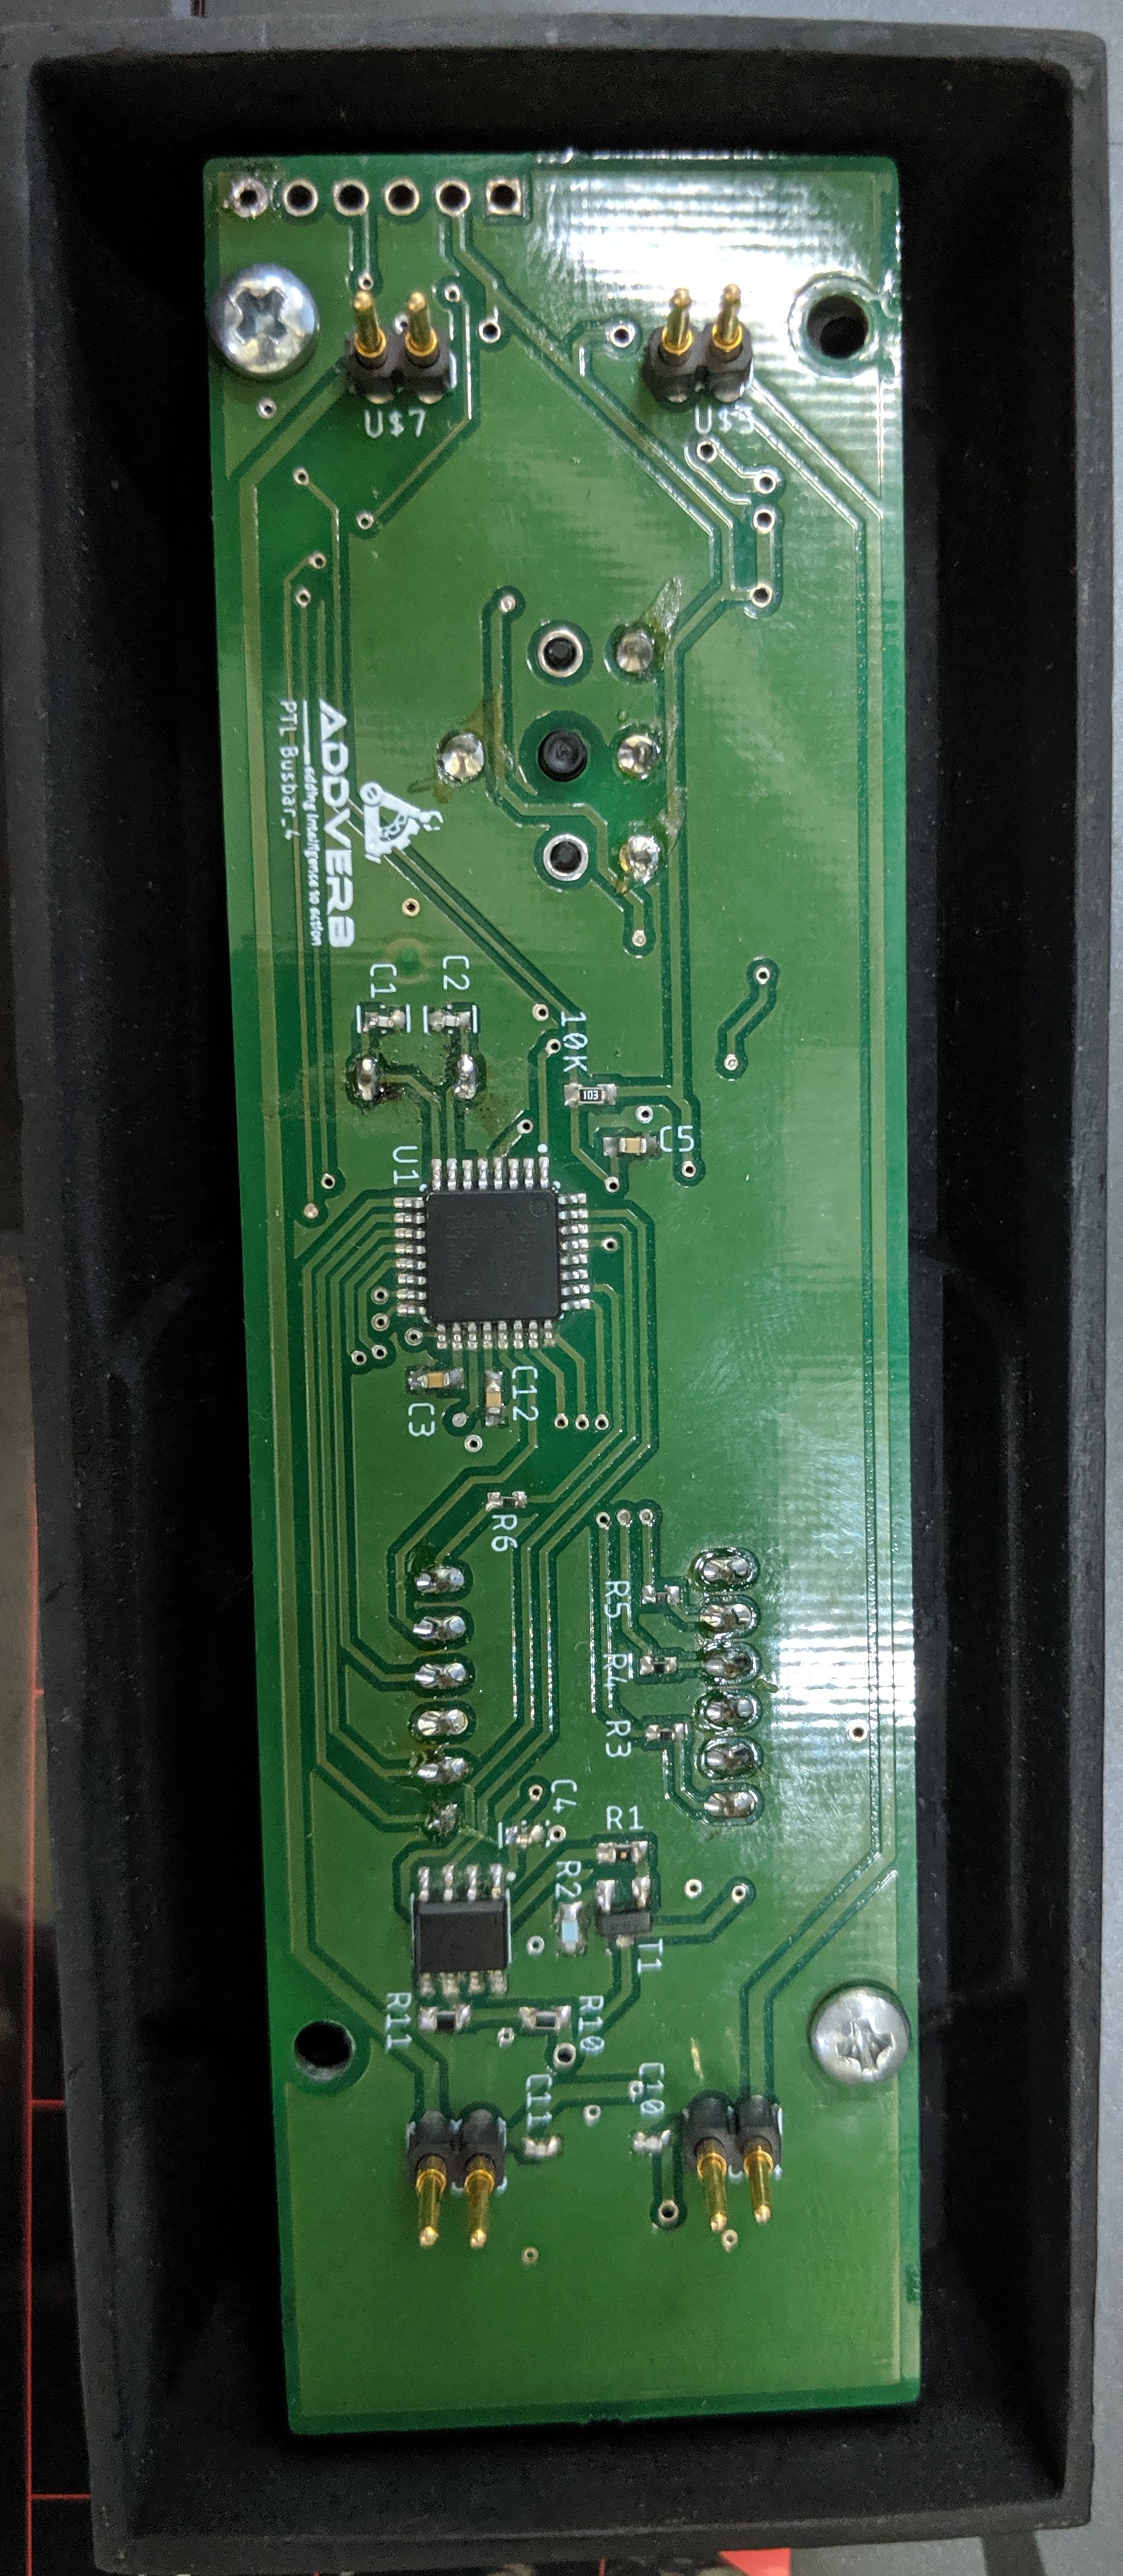 U$7
U$5
ADDVERB
adding intelligence to action
PTL Busbar_4
C1
C2
10K
103
C5
U1
C3
C12
R6
R5
R4
R3
C4
R1
R2
T1
R11
R10
C11
C10